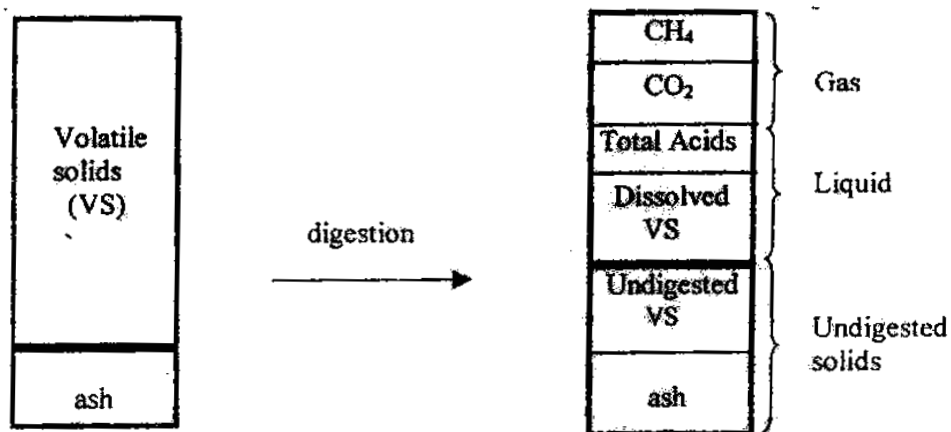 Volatile
solids
(VS)
ash
digestion
CH₄
CO₂
Total Acids
Dissolved
VS
Undigested
VS
ash
Gas
Liquid
Undigested
solids